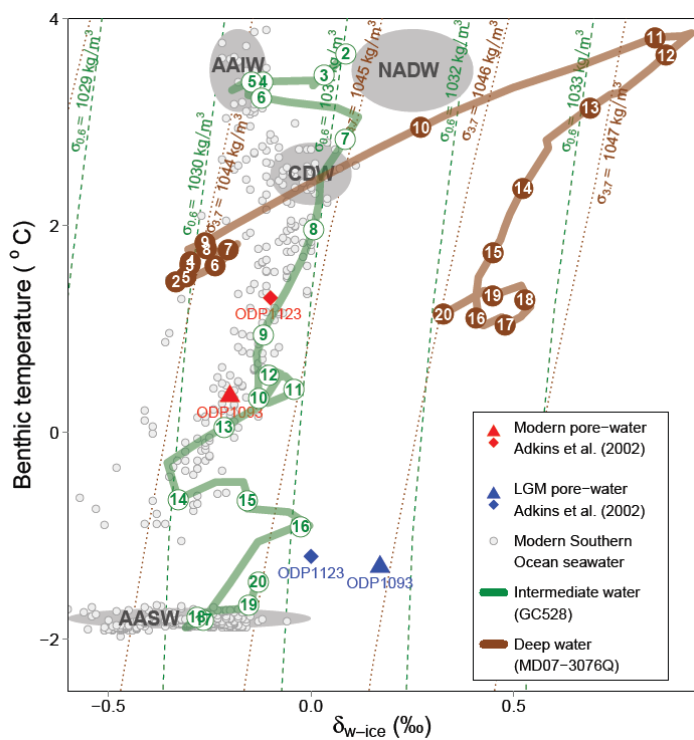 4
2
0
−2
Benthic temperature ( °C)
−0.5
0.0
0.5
δw−ice (‰)
σ0.6 = 1029 kg/m3
σ0.6 = 1030 kg/m3
σ3.7 = 1044 kg/m3
σ3.7 = 1045 kg/m3
σ0.6 = 1032 kg/m3
σ3.7 = 1046 kg/m3
σ0.6 = 1033 kg/m3
σ3.7 = 1047 kg/m3
AAIW
NADW
CDW
AASW
2
3
5
4
6
7
8
9
12
11
10
13
14
15
16
20
19
18
17
11
12
13
10
14
15
9
8
7
4
6
5
2
19
18
20
16
17
ODP1123
ODP1093
ODP1123
ODP1093
Modern pore−water
Adkins et al. (2002)
LGM pore−water
Adkins et al. (2002)
Modern Southern
Ocean seawater
Intermediate water
(GC528)
Deep water
(MD07−3076Q)